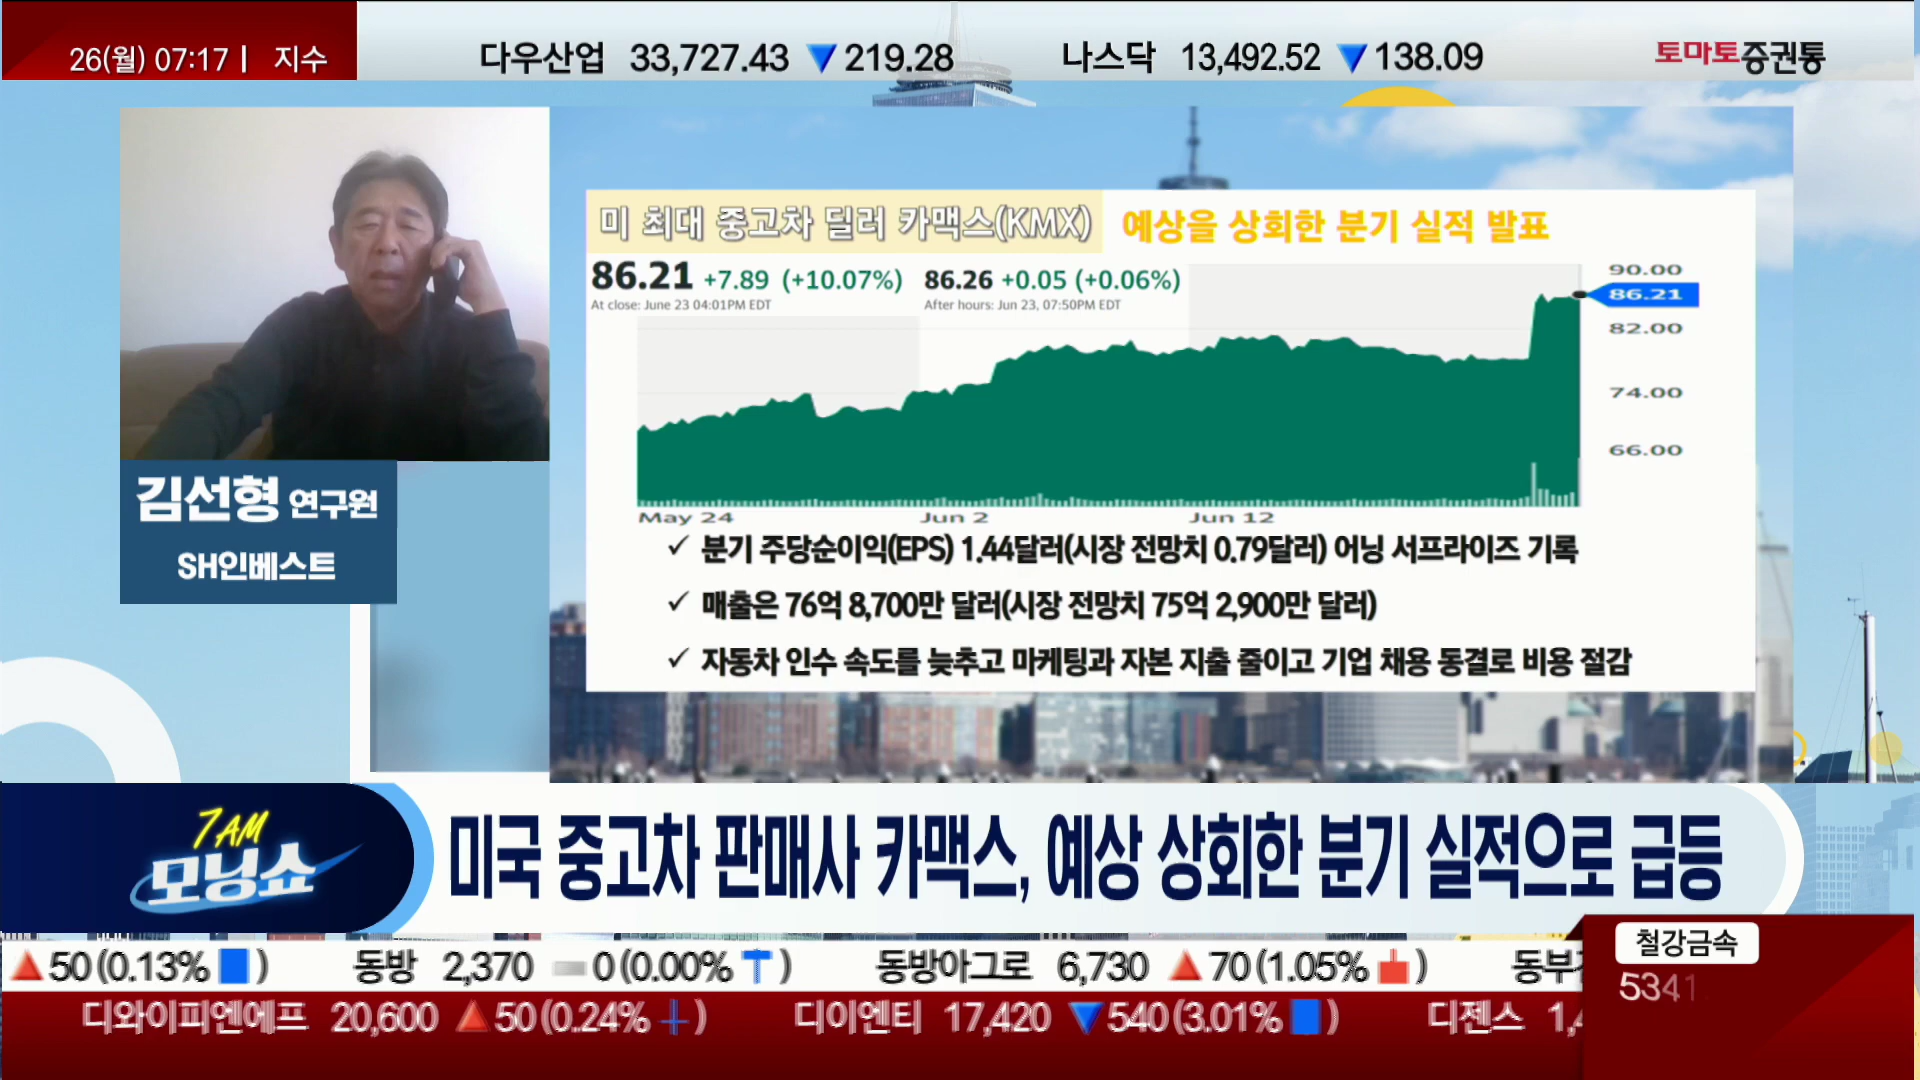 26(월) 07:17 | 지수
다우산업 33,727.43 ▼219.28
나스닥 13,492.52 ▼138.09
토마토증권통
미 최대 중고차 딜러 카맥스(KMX) 예상을 상회한 분기 실적 발표
86.21 +7.89 (+10.07%) 86.26 +0.05 (+0.06%)
At close: June 23 04:01PM EDT After hours: Jun 23, 07:50PM EDT
90.00
86.21
82.00
74.00
66.00
May 24 Jun 2 Jun 12
✓ 분기 주당순이익(EPS) 1.44달러(시장 전망치 0.79달러) 어닝 서프라이즈 기록
✓ 매출은 76억 8,700만 달러(시장 전망치 75억 2,900만 달러)
✓ 자동차 인수 속도를 늦추고 마케팅과 자본 지출 줄이고 기업 채용 동결로 비용 절감
김선형 연구원
SH인베스트
7AM
모닝쇼
미국 중고차 판매사 카맥스, 예상 상회한 분기 실적으로 급등
▲50(0.13% ) 동방 2,370 0(0.00% ) 동방아그로 6,730 ▲70(1.05% ) 동부
디와이피엔에프 20,600 ▲50(0.24% ) 디이엔티 17,420 ▼540(3.01% ) 디젠스 1,4
철강금속
534